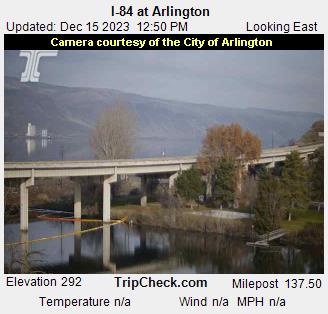 I-84 at Arlington
Updated: Dec 15 2023 12:50 PM Looking East
Camera courtesy of the City of Arlington
Elevation 292 TripCheck.com Milepost 137.50
Temperature n/a Wind n/a MPH n/a